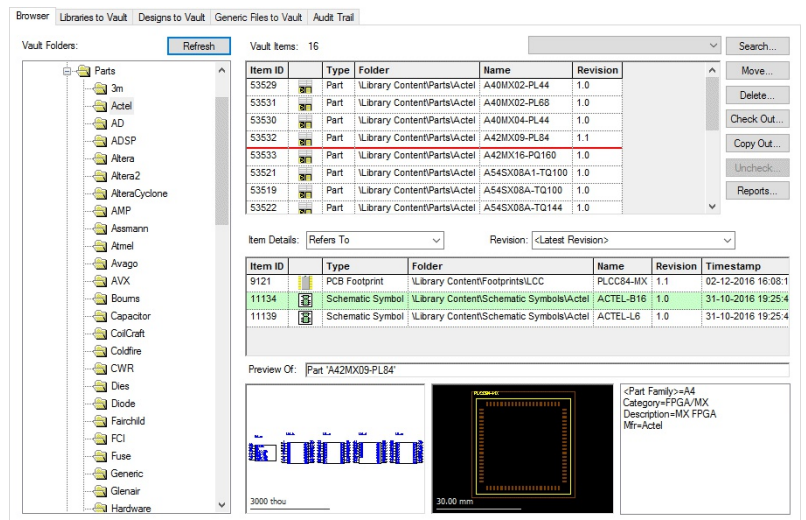 Browser Libraries to Vault Designs to Vault Generic Files to Vault Audit Trail
Vault Folders: Refresh Vault Items: 16 Search...
Parts
3m
Actel
AD
ADSP
Altera
Altera2
AlteraCyclone
AMP
Assmann
Atmel
Avago
AVX
Bourns
Capacitor
CoilCraft
Coldfire
CWR
Dies
Diode
Fairchild
FCI
Fuse
Generic
Glenair
Hardware
Item ID Type Folder Name Revision
53529 Part \Library Content\Parts\Actel A40MX02-PL44 1.0
53531 Part \Library Content\Parts\Actel A40MX02-PL68 1.0
53530 Part \Library Content\Parts\Actel A40MX04-PL44 1.0
53532 Part \Library Content\Parts\Actel A42MX09-PL84 1.1
53533 Part \Library Content\Parts\Actel A42MX16-PQ160 1.0
53521 Part \Library Content\Parts\Actel A54SX08A1-TQ100 1.0
53519 Part \Library Content\Parts\Actel A54SX08A-TQ100 1.0
53522 Part \Library Content\Parts\Actel A54SX08A-TQ144 1.0
Move...
Delete...
Check Out...
Copy Out...
Uncheck...
Reports...
Item Details: Refers To Revision: <Latest Revision>
Item ID Type Folder Name Revision Timestamp
9121 PCB Footprint \Library Content\Footprints\LCC PLCC84-MX 1.1 02-12-2016 16:08:1
11134 Schematic Symbol \Library Content\Schematic Symbols\Actel ACTEL-B16 1.0 31-10-2016 19:25:4
11139 Schematic Symbol \Library Content\Schematic Symbols\Actel ACTEL-L6 1.0 31-10-2016 19:25:4
Preview Of: Part 'A42MX09-PL84'
3000 thou
PLCC84-MX
30.00 mm
<Part Family>=A4
Category=FPGA/MX
Description=MX FPGA
Mfr=Actel